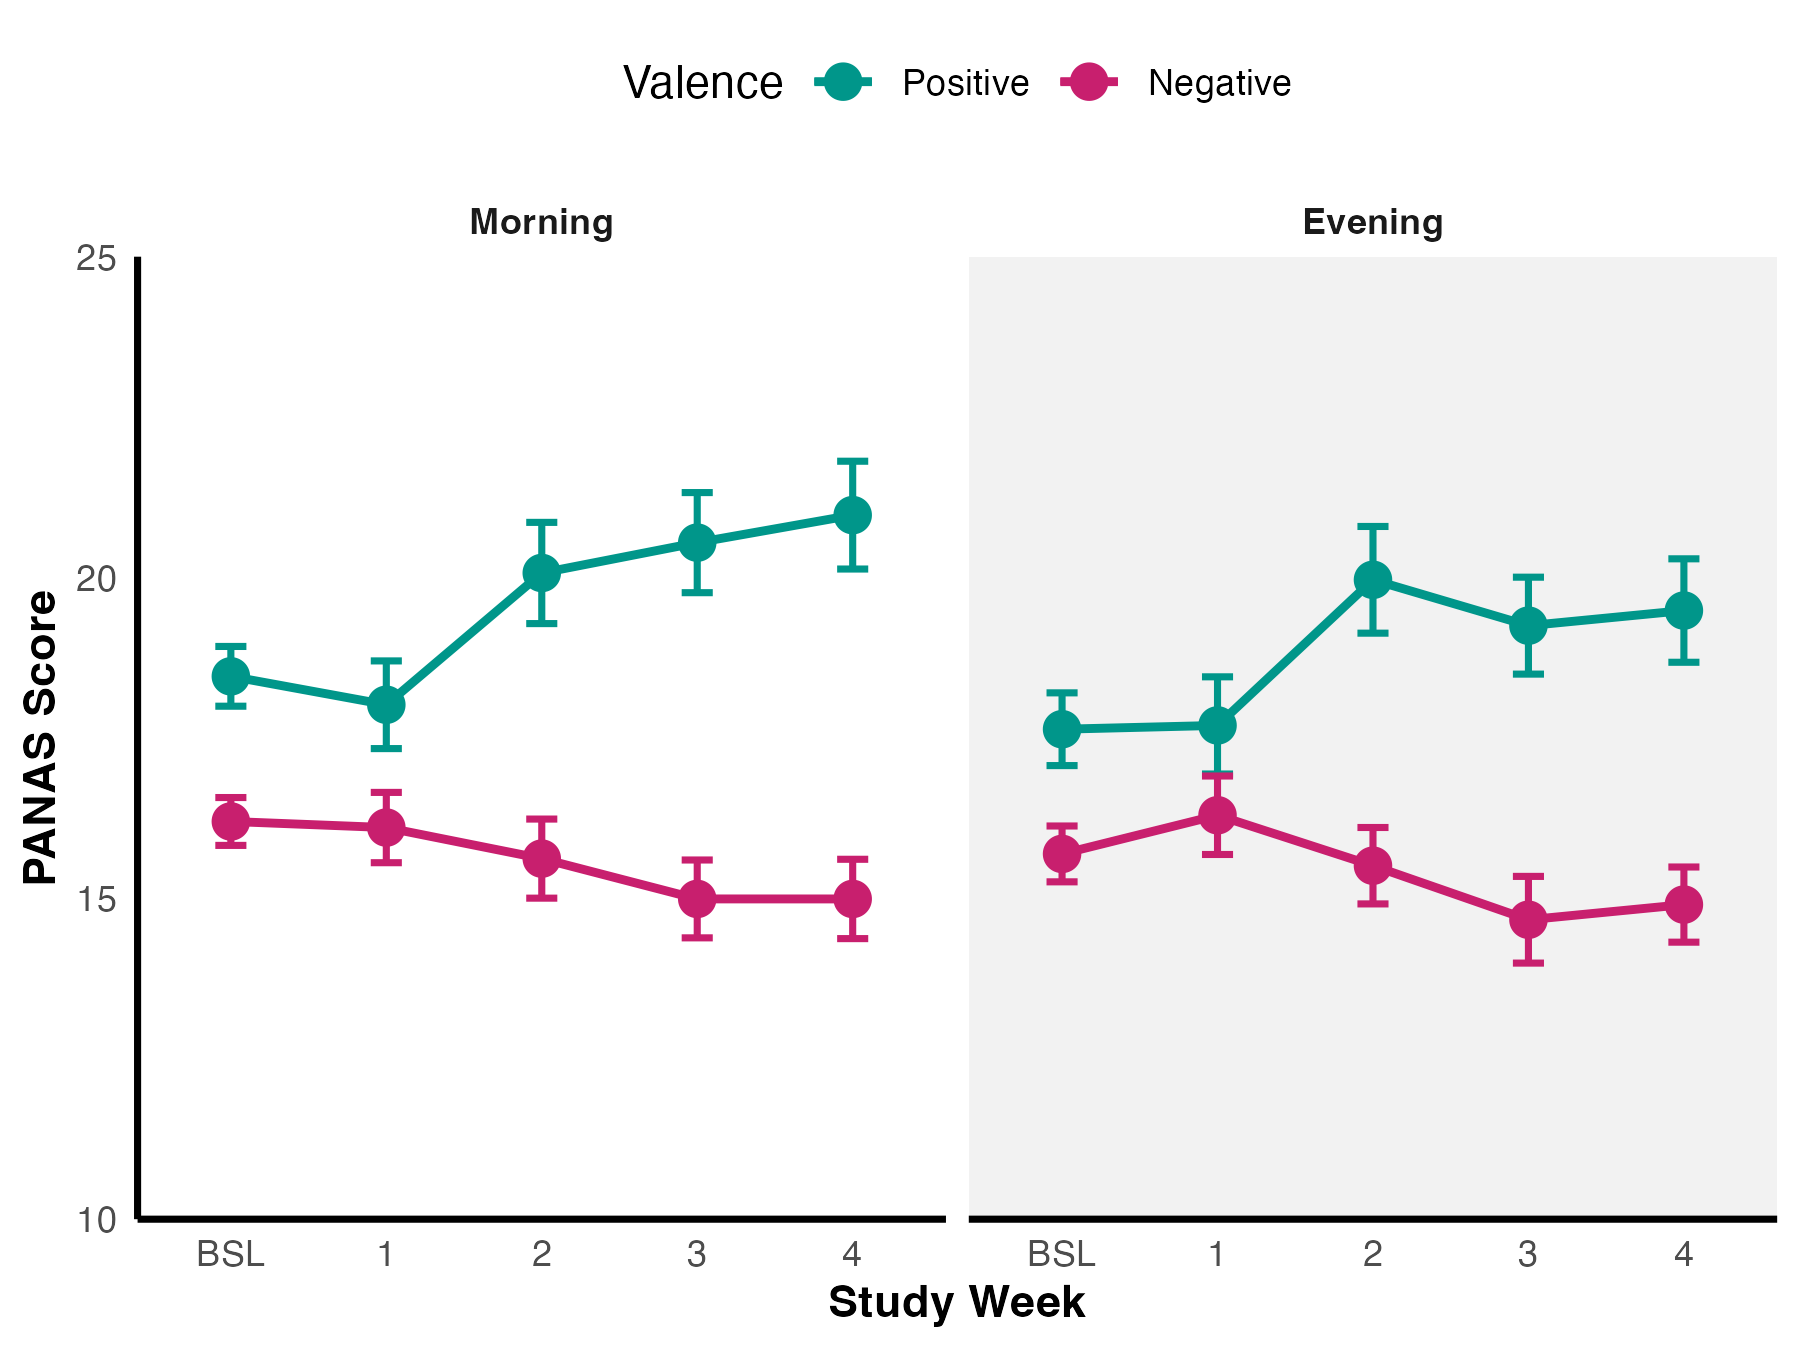 Valence Positive Negative
Morning Evening
25
20
15
10
PANAS Score
BSL 1 2 3 4 BSL 1 2 3 4
Study Week